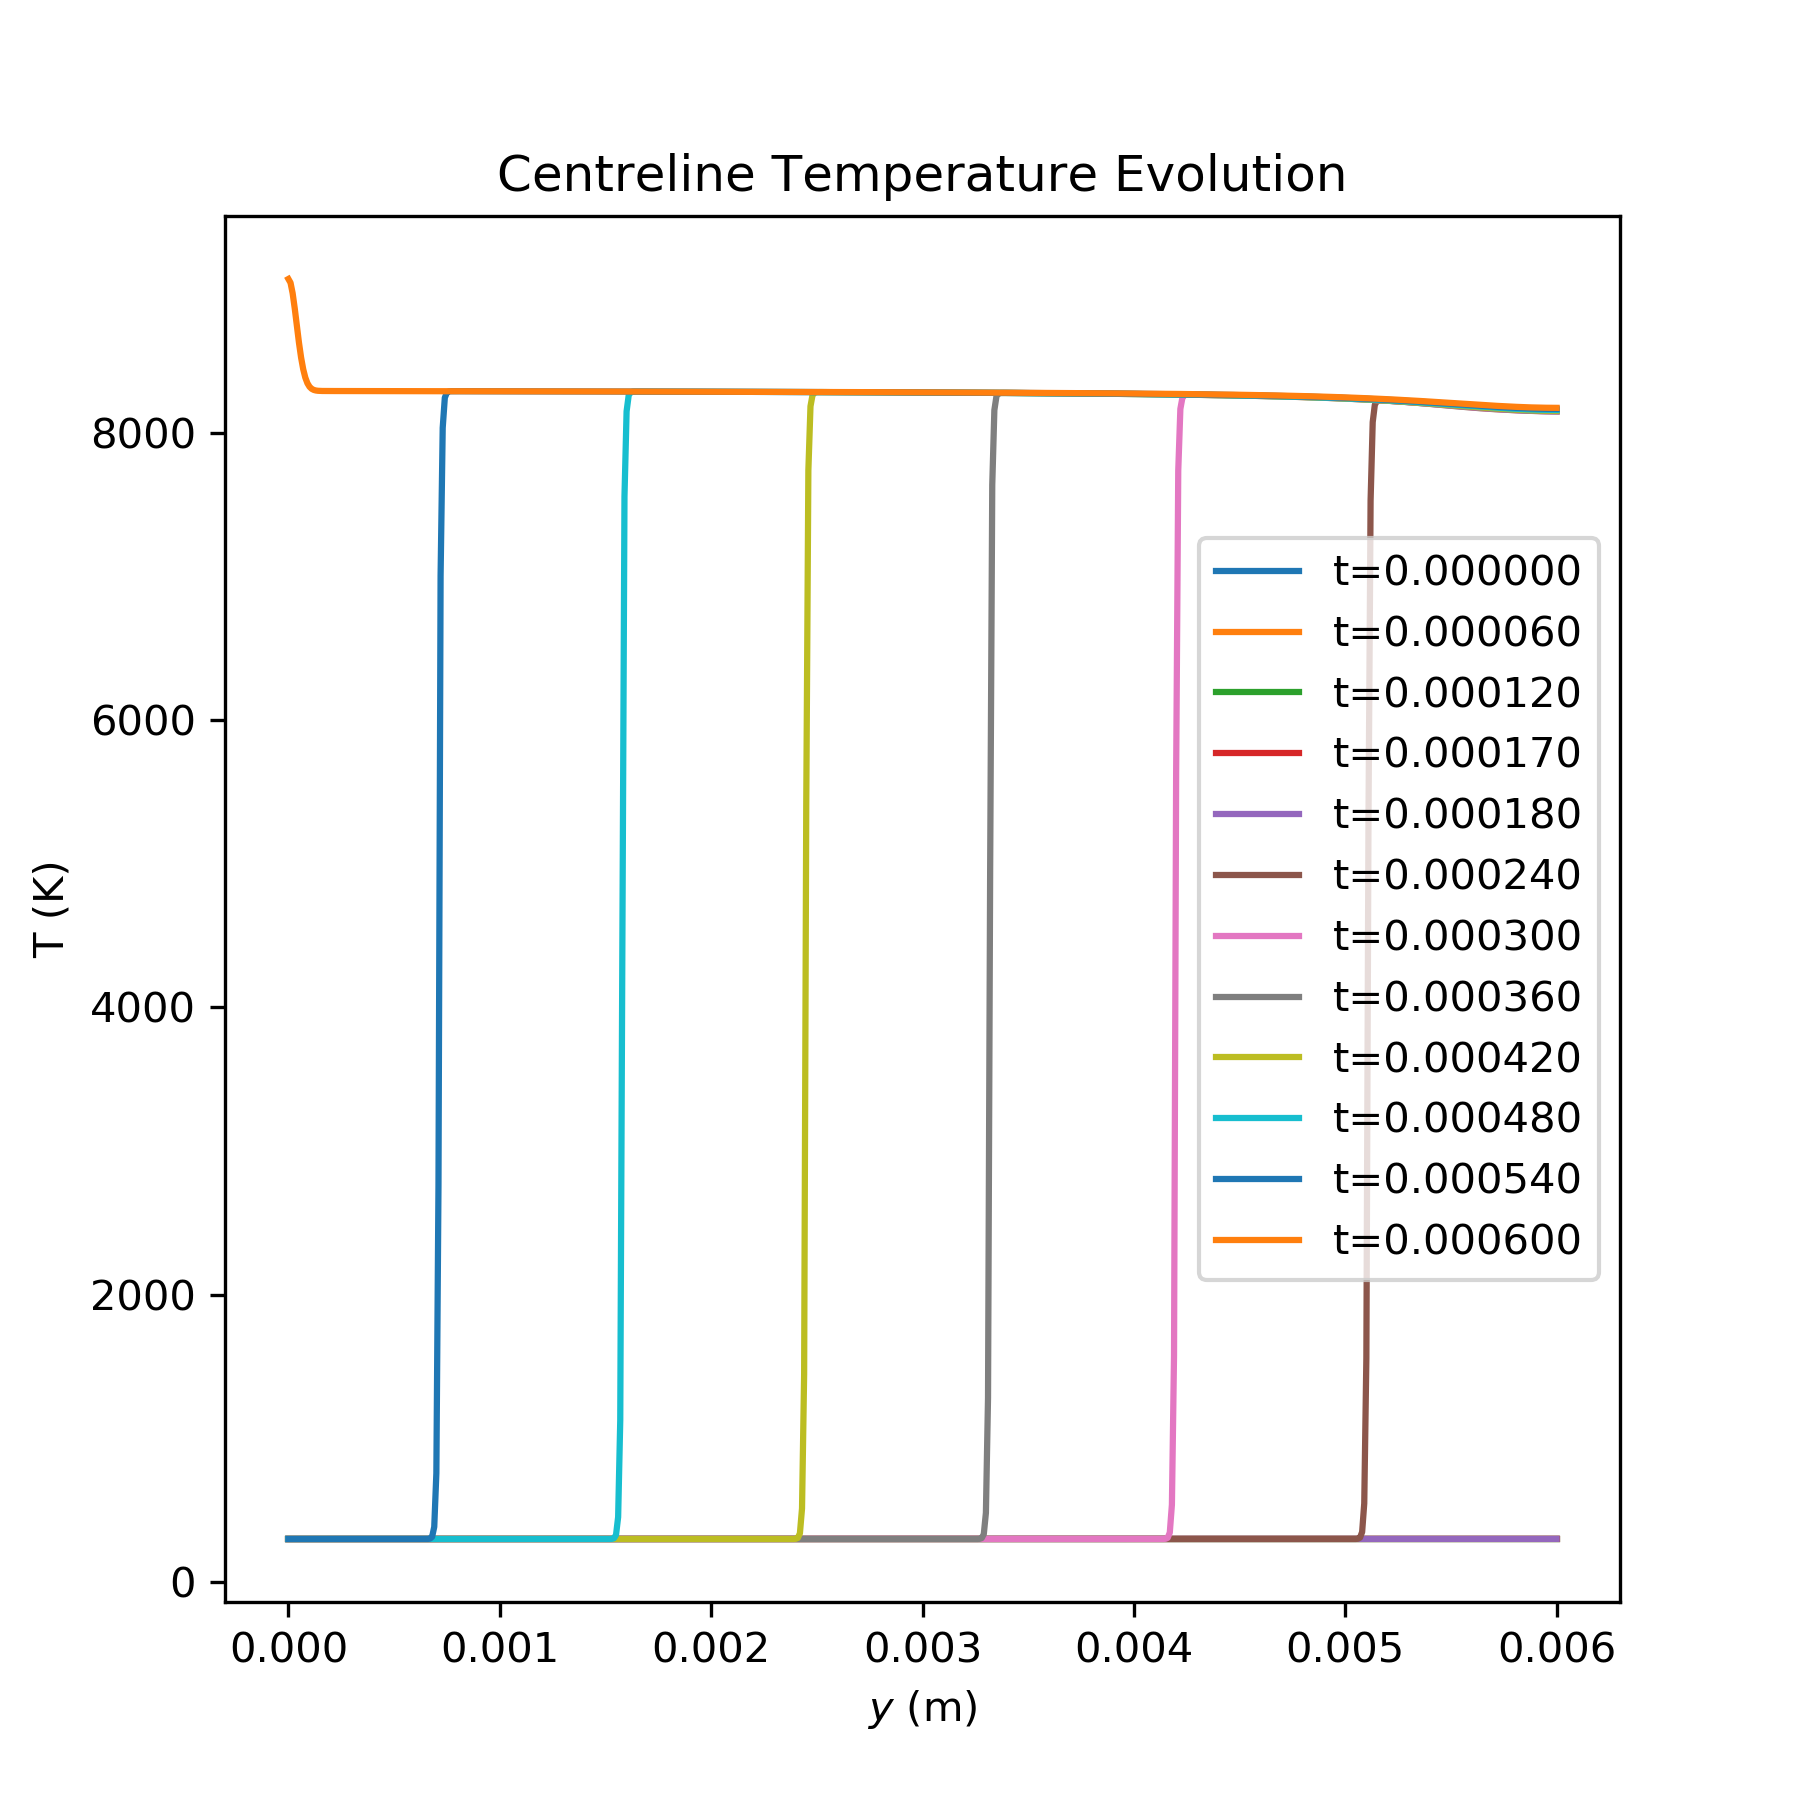 Centreline Temperature Evolution
T (K)
8000
6000
4000
2000
0
t=0.000000
t=0.000060
t=0.000120
t=0.000170
t=0.000180
t=0.000240
t=0.000300
t=0.000360
t=0.000420
t=0.000480
t=0.000540
t=0.000600
0.000 0.001 0.002 0.003 0.004 0.005 0.006
y (m)